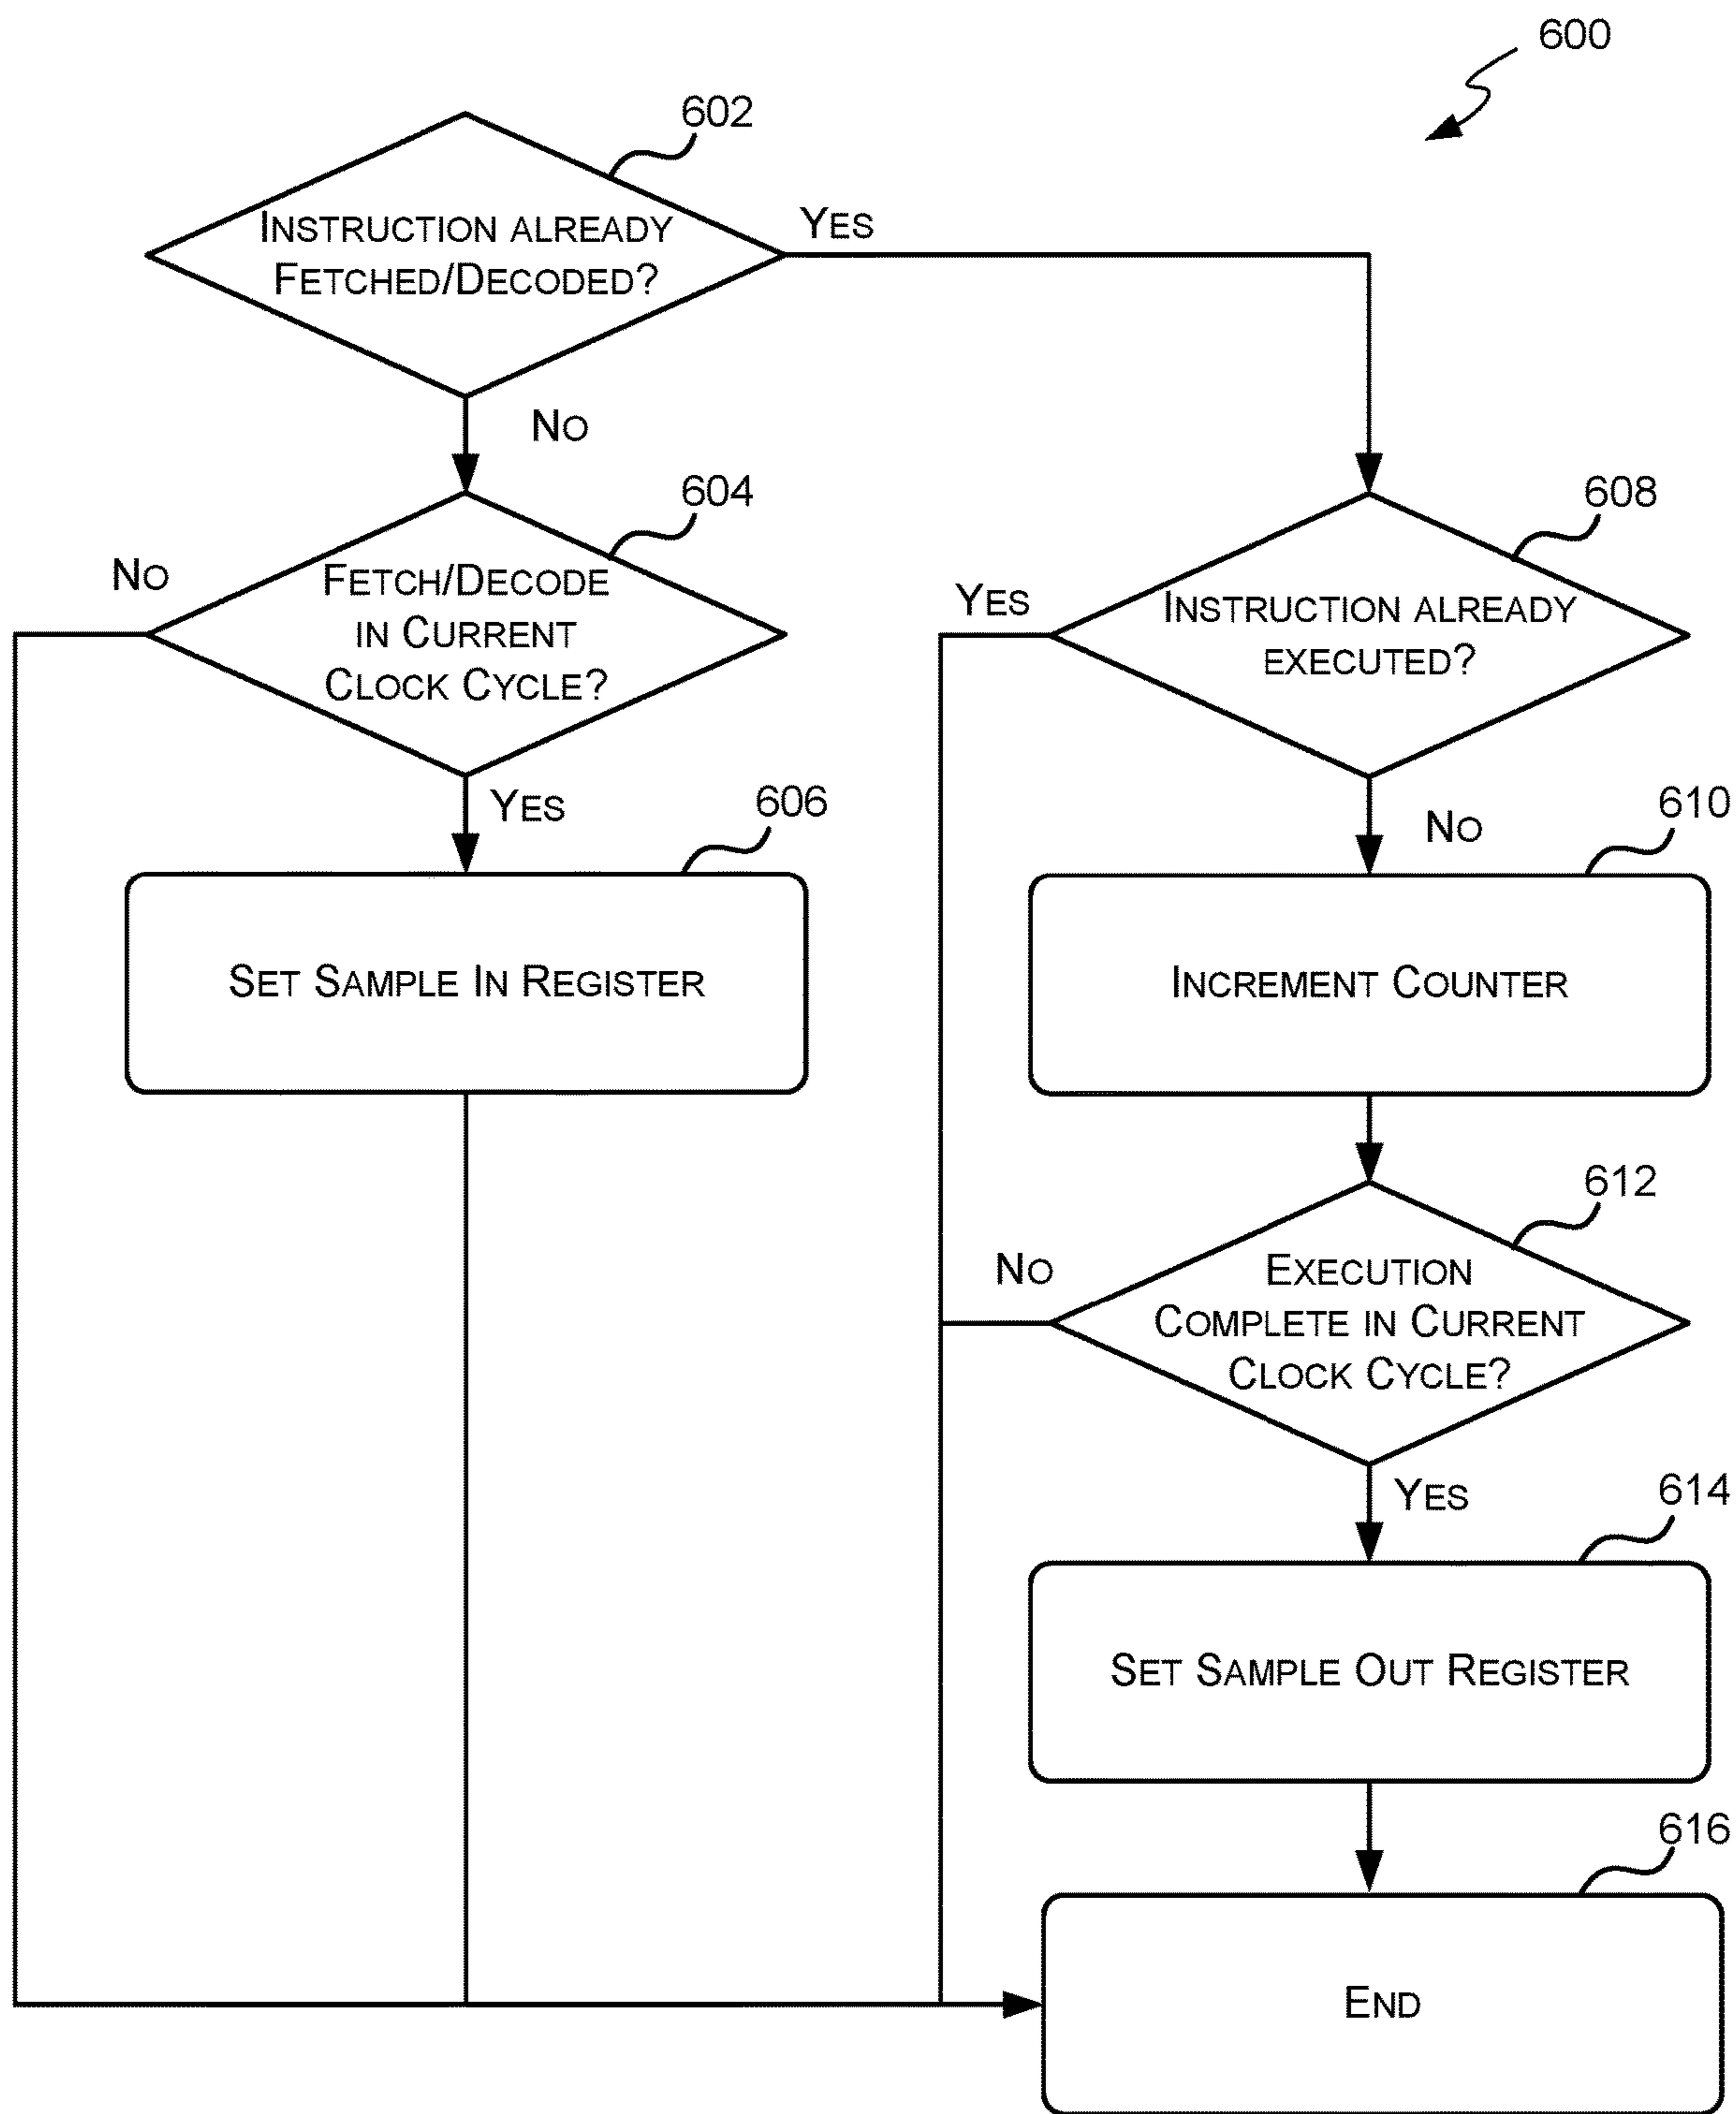 600
602
INSTRUCTION ALREADY
FETCHED/DECODED?
YES
NO
604
608
NO
FETCH/DECODE
IN CURRENT
CLOCK CYCLE?
YES
INSTRUCTION ALREADY
EXECUTED?
YES
606
NO
610
SET SAMPLE IN REGISTER
INCREMENT COUNTER
612
NO
EXECUTION
COMPLETE IN CURRENT
CLOCK CYCLE?
YES
614
SET SAMPLE OUT REGISTER
616
END